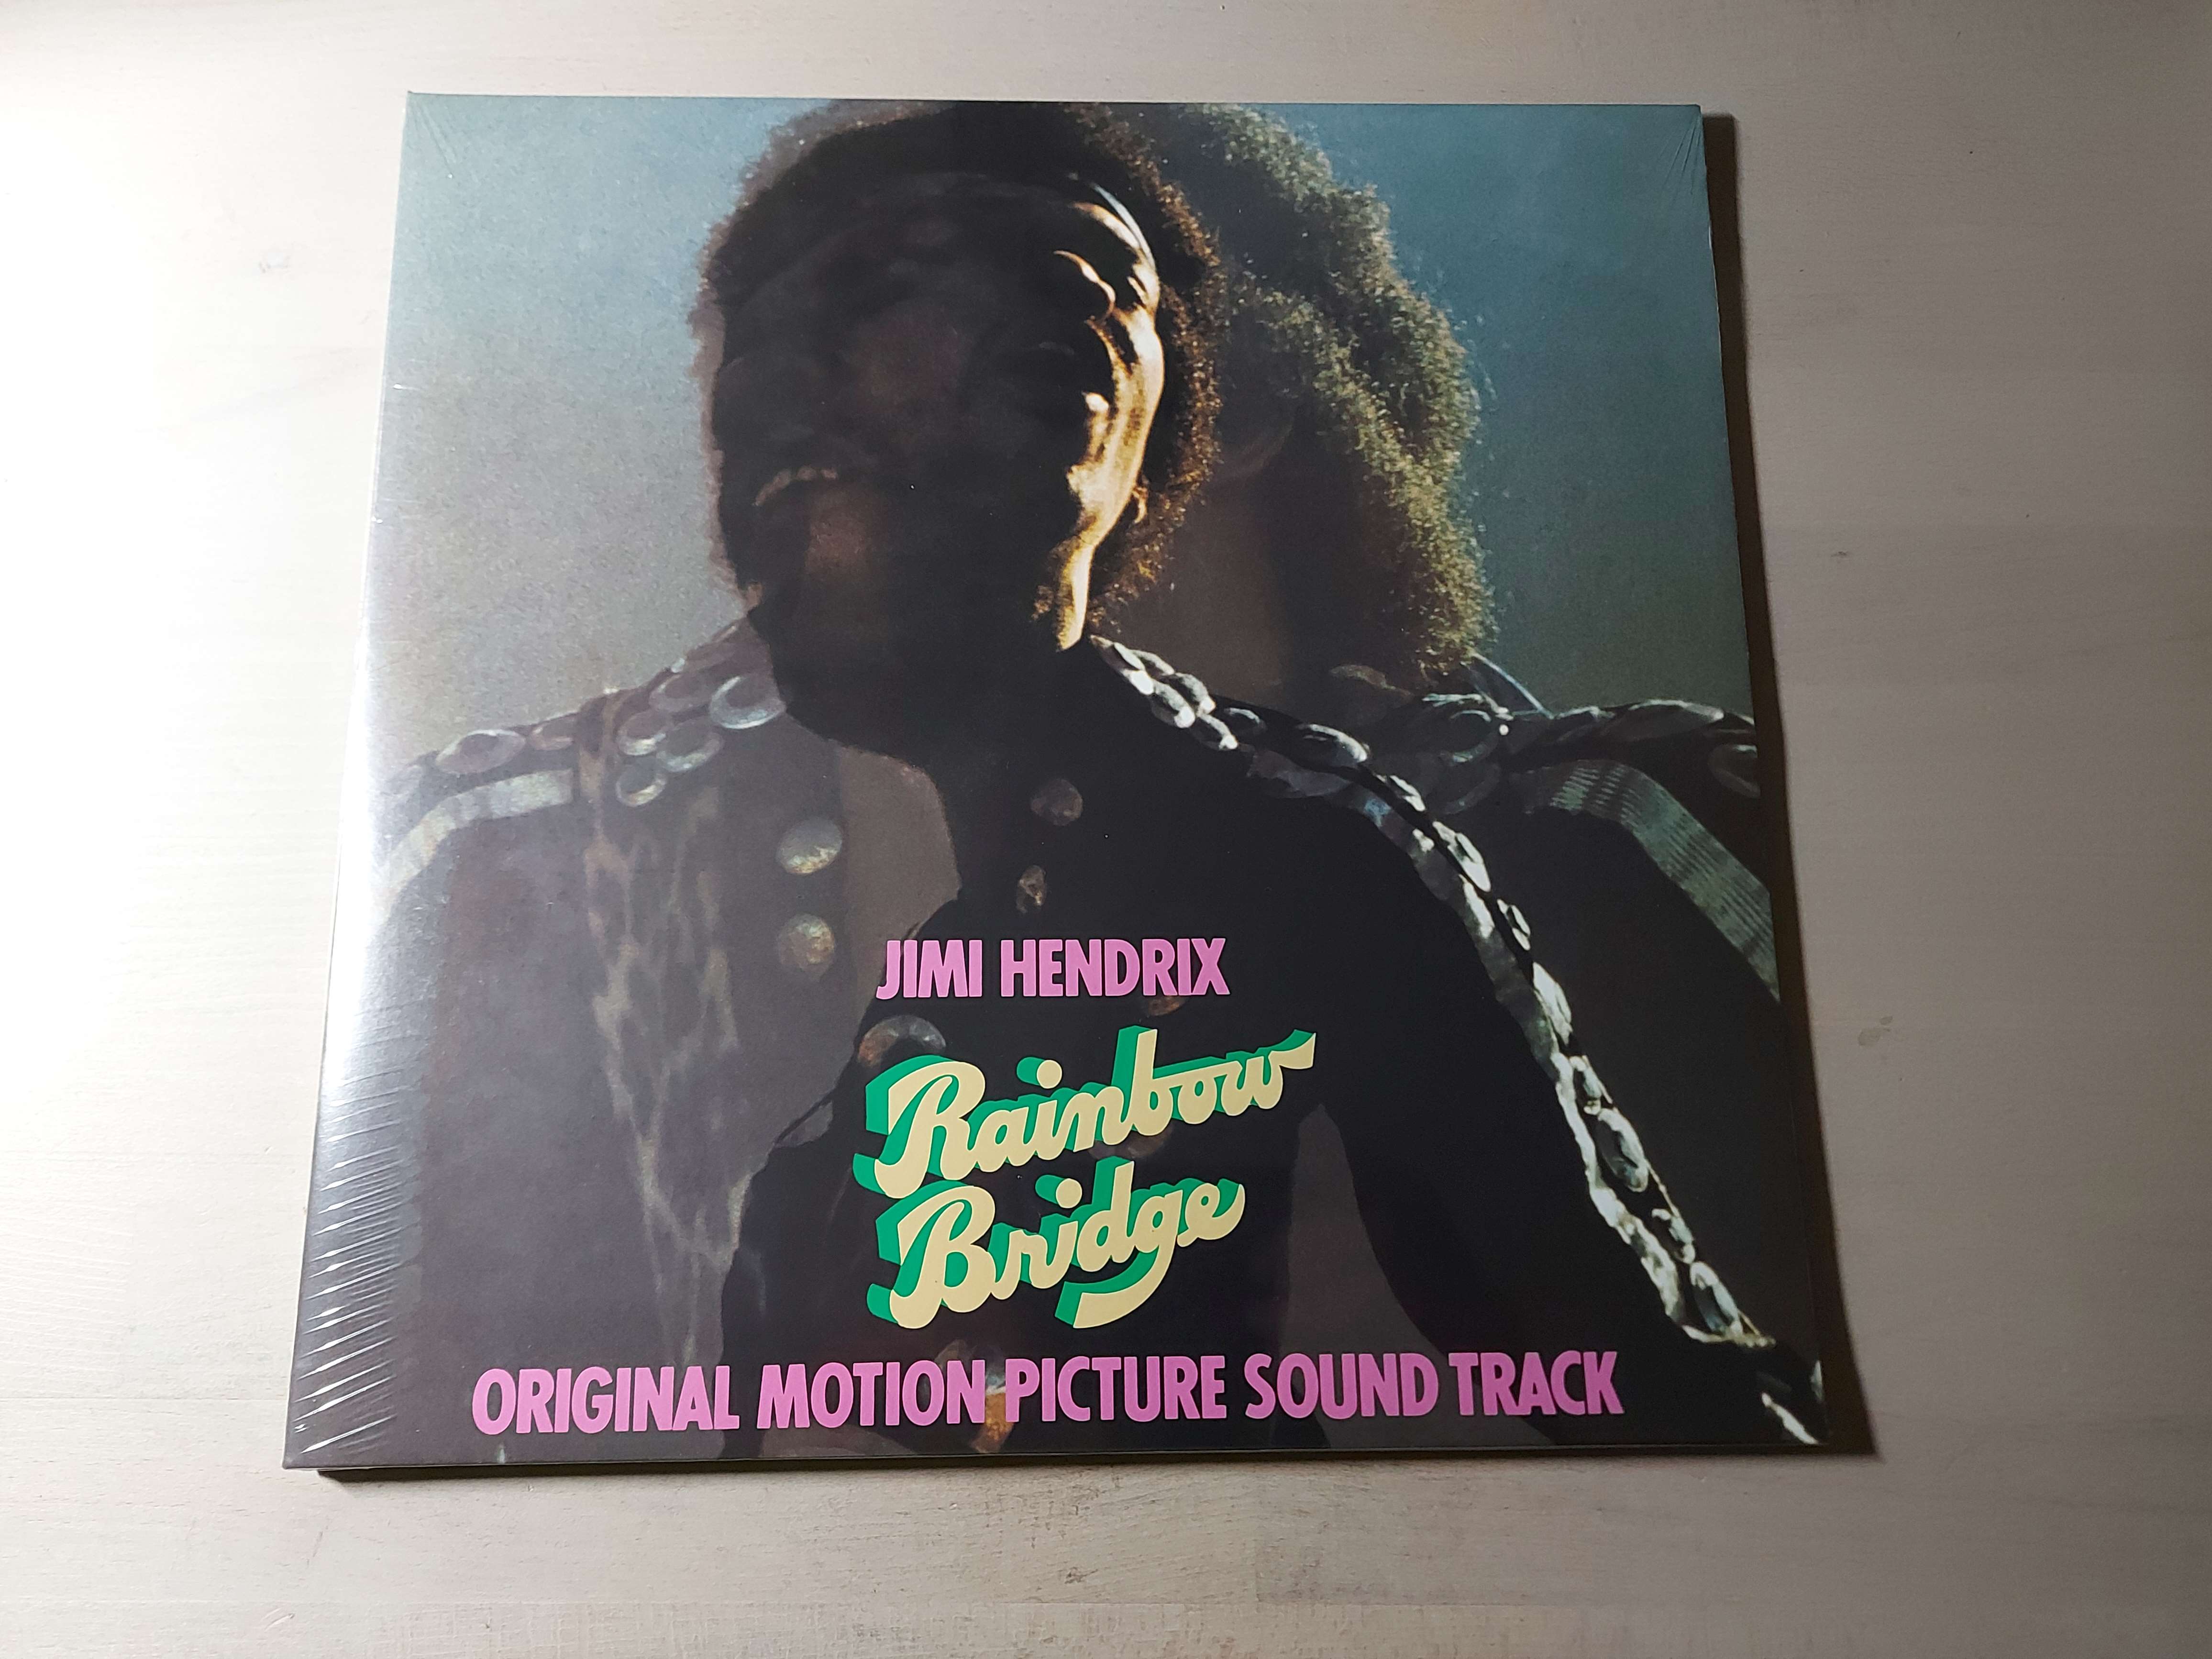 JIMI HENDRIX
Rainbow
Bridge
ORIGINAL MOTION PICTURE SOUND TRACK